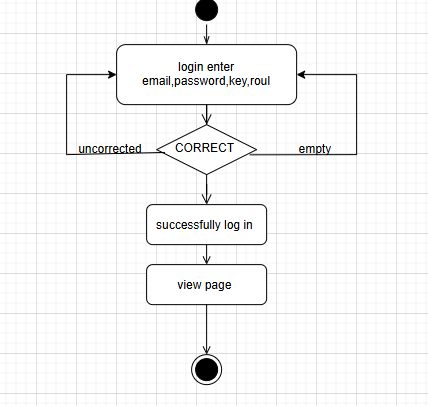 login enter
email,password,key,roul
uncorrected
CORRECT
empty
successfully log in
view page